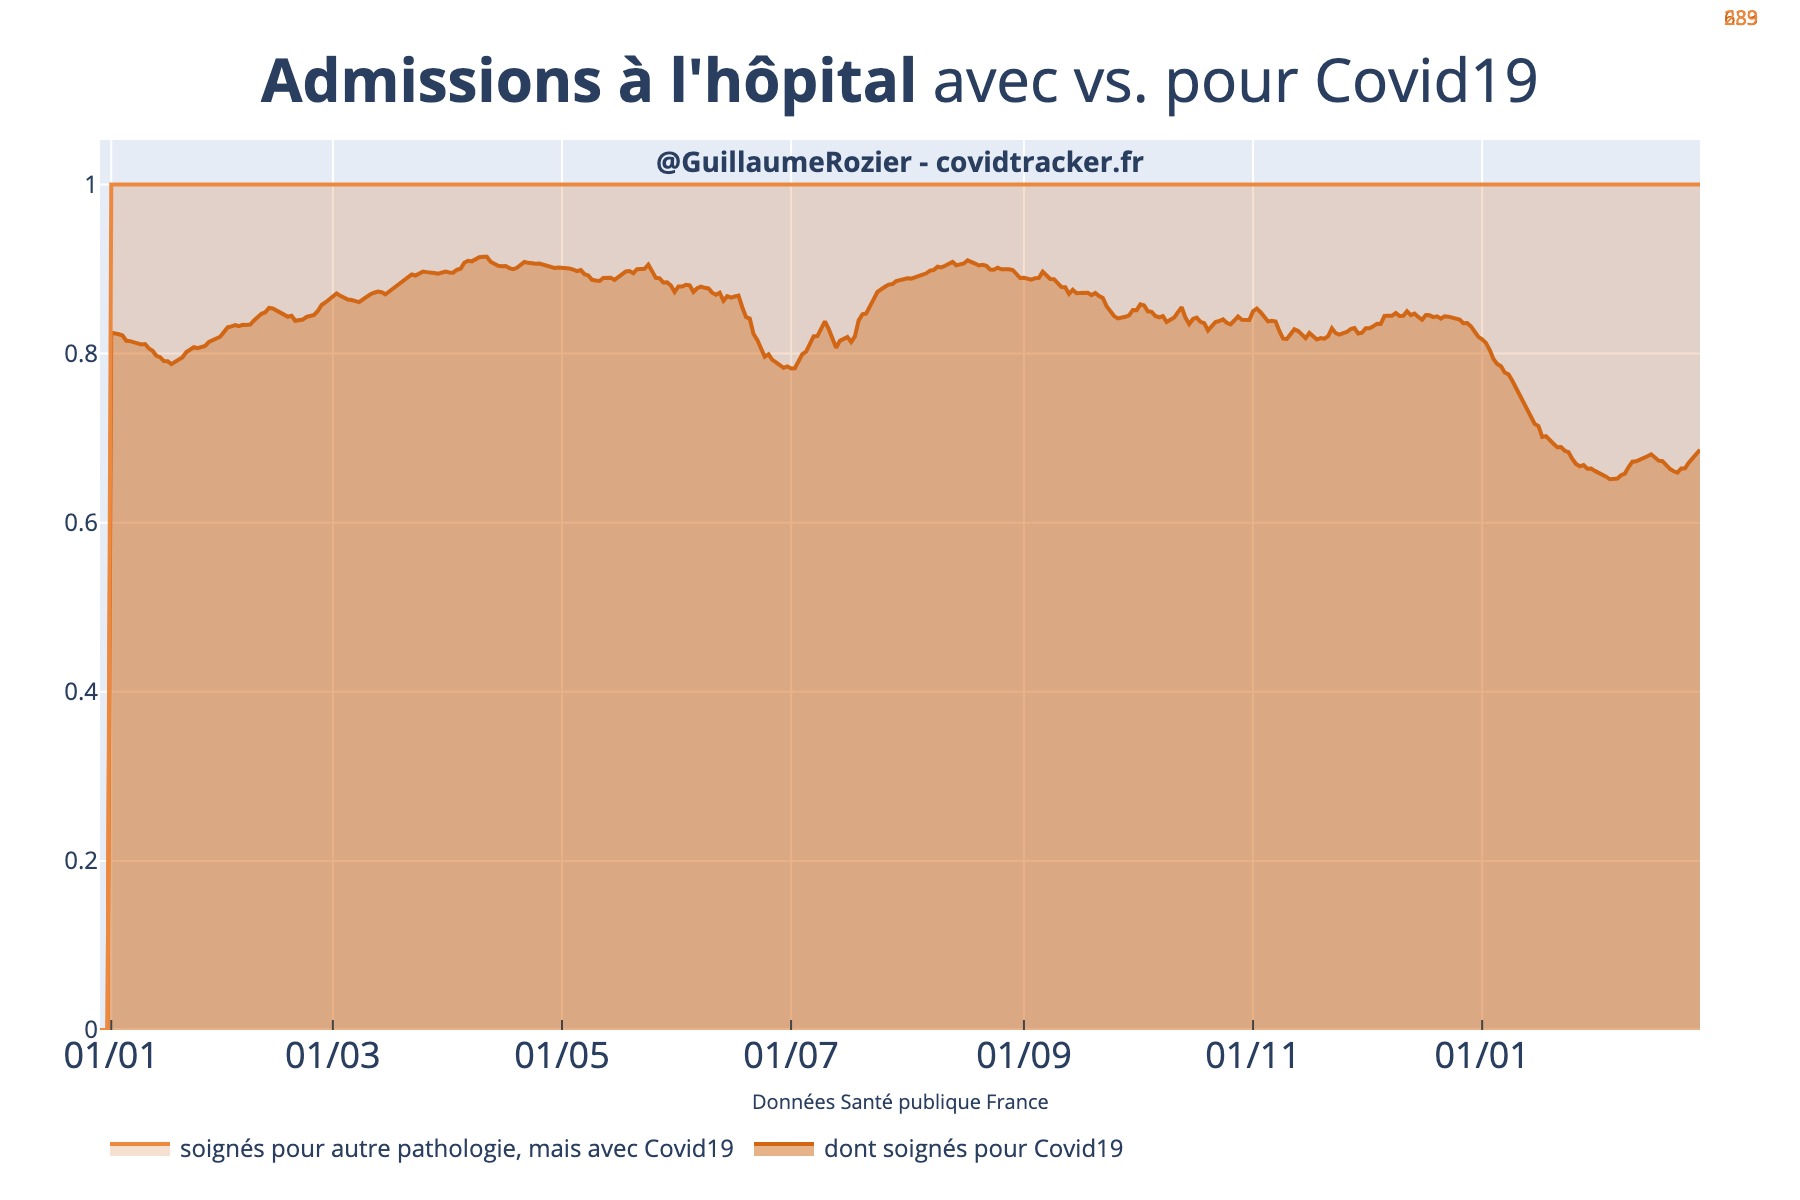 Admissions à l'hôpital avec vs. pour Covid19
@GuillaumeRozier - covidtracker.fr
1
0.8
0.6
0.4
0.2
0
01/01 01/03 01/05 01/07 01/09 01/11 01/01
Données Santé publique France
soignés pour autre pathologie, mais avec Covid19 dont soignés pour Covid19